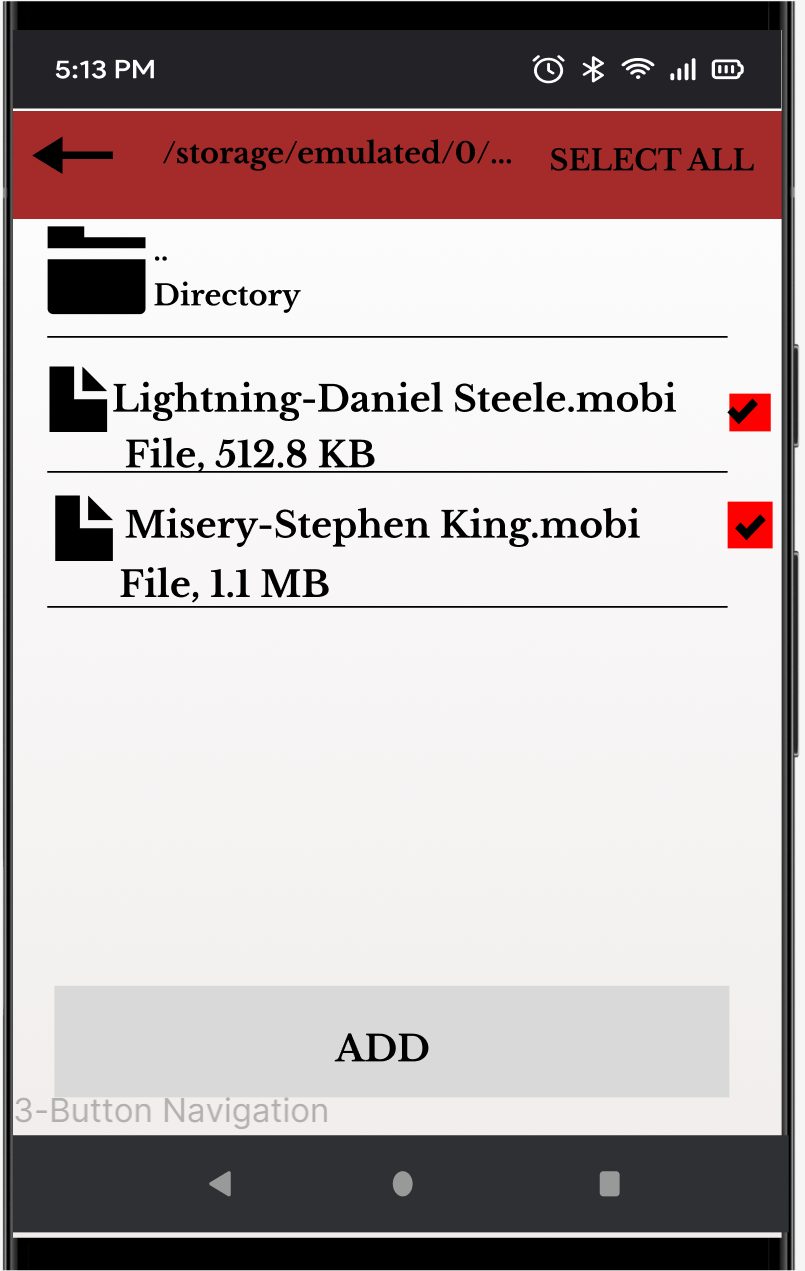 5:13 PM
/storage/emulated/0/... SELECT ALL
..
Directory
Lightning-Daniel Steele.mobi
File, 512.8 KB
Misery-Stephen King.mobi
File, 1.1 MB
ADD
3-Button Navigation